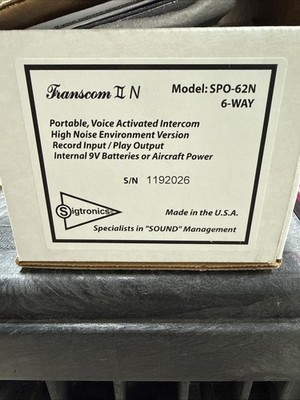 Transcom II N
Model: SPO-62N
6-WAY
Portable, Voice Activated Intercom
High Noise Environment Version
Record Input / Play Output
Internal 9V Batteries or Aircraft Power
S/N 1192026
Sigtronics
Made in the U.S.A.
Specialists in "SOUND" Management